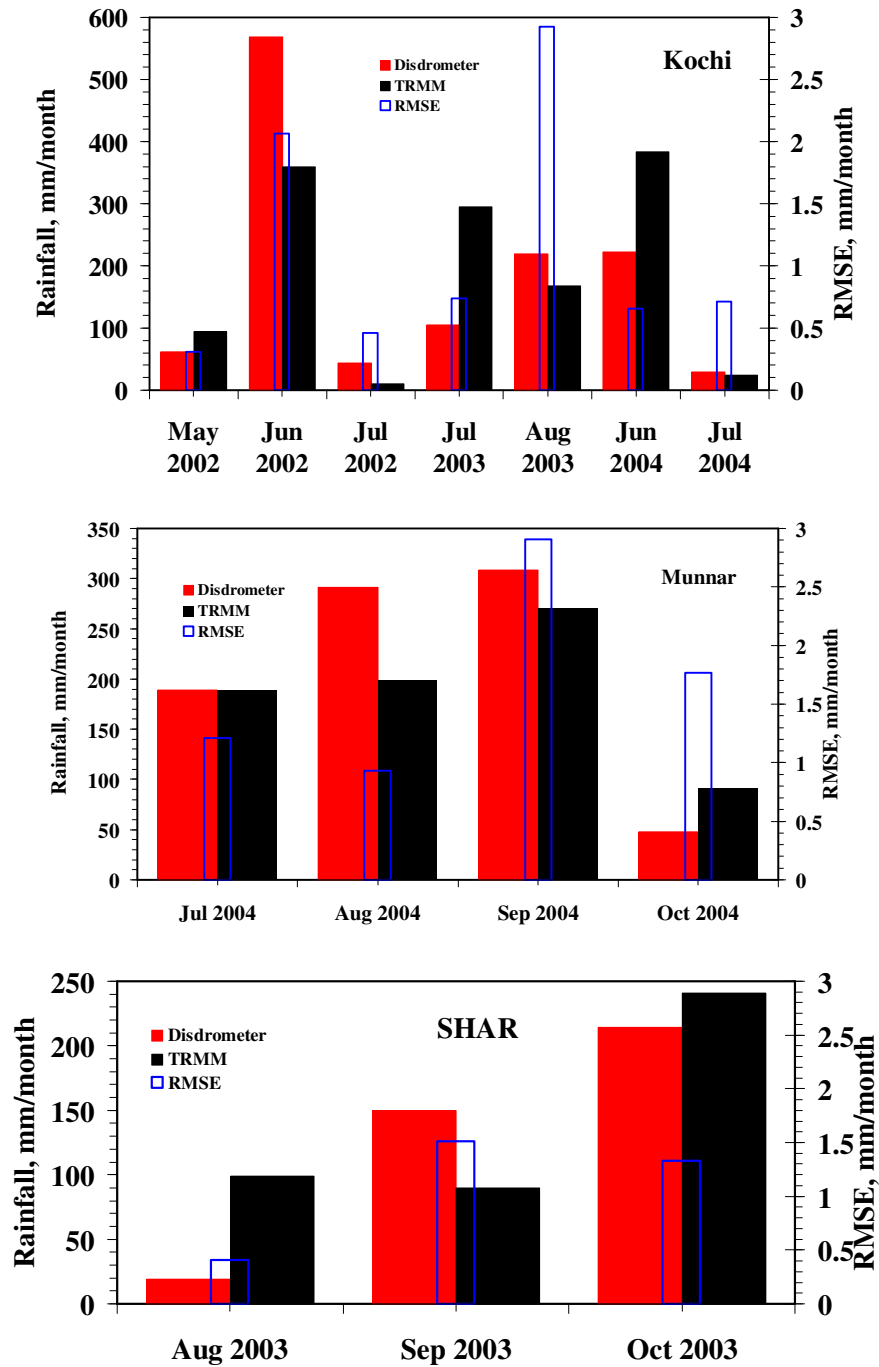 600
500
400
300
200
100
0
Rainfall, mm/month
Disdrometer
TRMM
RMSE
Kochi
3
2.5
2
1.5
1
0.5
0
RMSE, mm/month
May 2002
Jun 2002
Jul 2002
Jul 2003
Aug 2003
Jun 2004
Jul 2004
350
300
250
200
150
100
50
0
Rainfall, mm/month
Disdrometer
TRMM
RMSE
Munnar
3
2.5
2
1.5
1
0.5
0
RMSE, mm/month
Jul 2004
Aug 2004
Sep 2004
Oct 2004
250
200
150
100
50
0
Rainfall, mm/month
Disdrometer
TRMM
RMSE
SHAR
3
2.5
2
1.5
1
0.5
0
RMSE, mm/month
Aug 2003
Sep 2003
Oct 2003